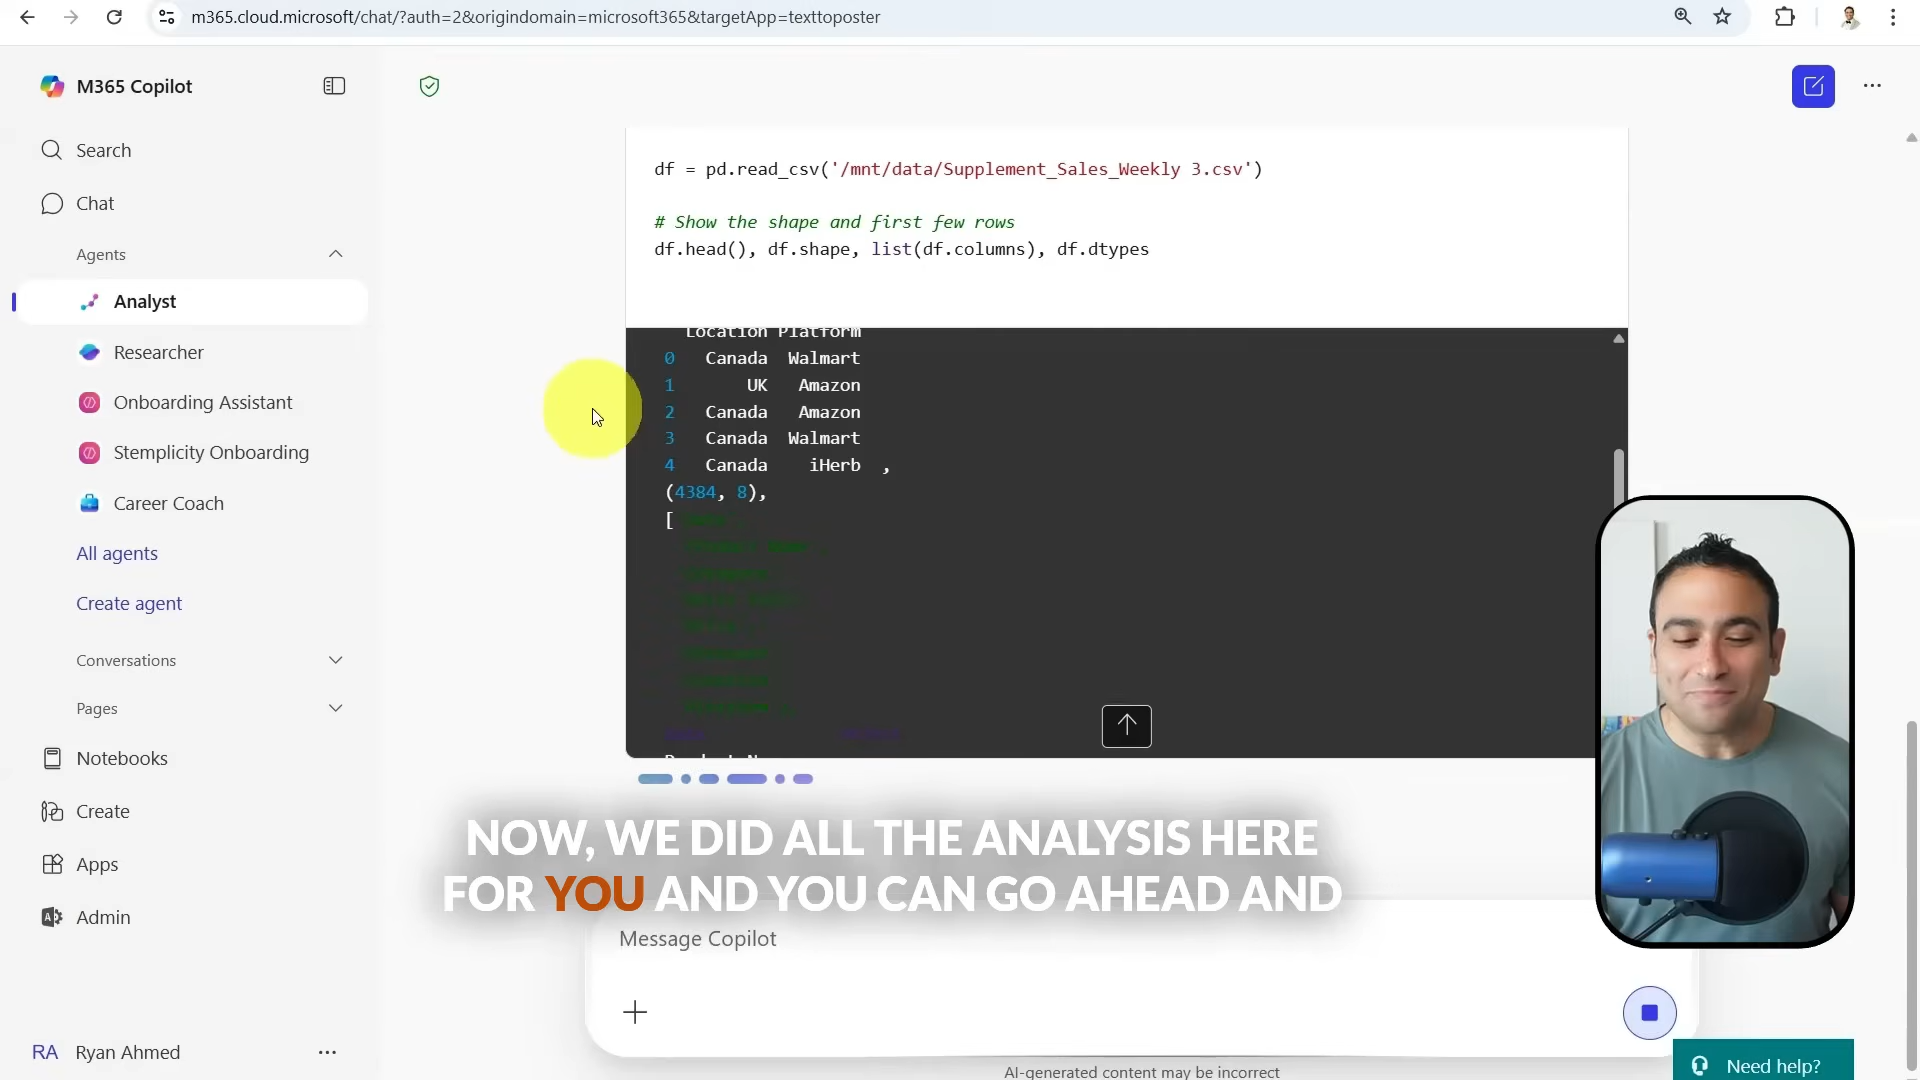 m365.cloud.microsoft/chat/?auth=2&origindomain=microsoft365&targetApp=texttoposter
M365 Copilot
Search
Chat
Agents
Analyst
Researcher
Onboarding Assistant
Stemplicity Onboarding
Career Coach
All agents
Create agent
Conversations
Pages
Notebooks
Create
Apps
Admin
RA Ryan Ahmed
df = pd.read_csv('/mnt/data/Supplement_Sales_Weekly 3.csv')
# Show the shape and first few rows
df.head(), df.shape, list(df.columns), df.dtypes
Location Platform
0 Canada Walmart
1 UK Amazon
2 Canada Amazon
3 Canada Walmart
4 Canada iHerb ,
(4384, 8),
[
NOW, WE DID ALL THE ANALYSIS HERE
FOR YOU AND YOU CAN GO AHEAD AND
Message Copilot
AI-generated content may be incorrect
Need help?